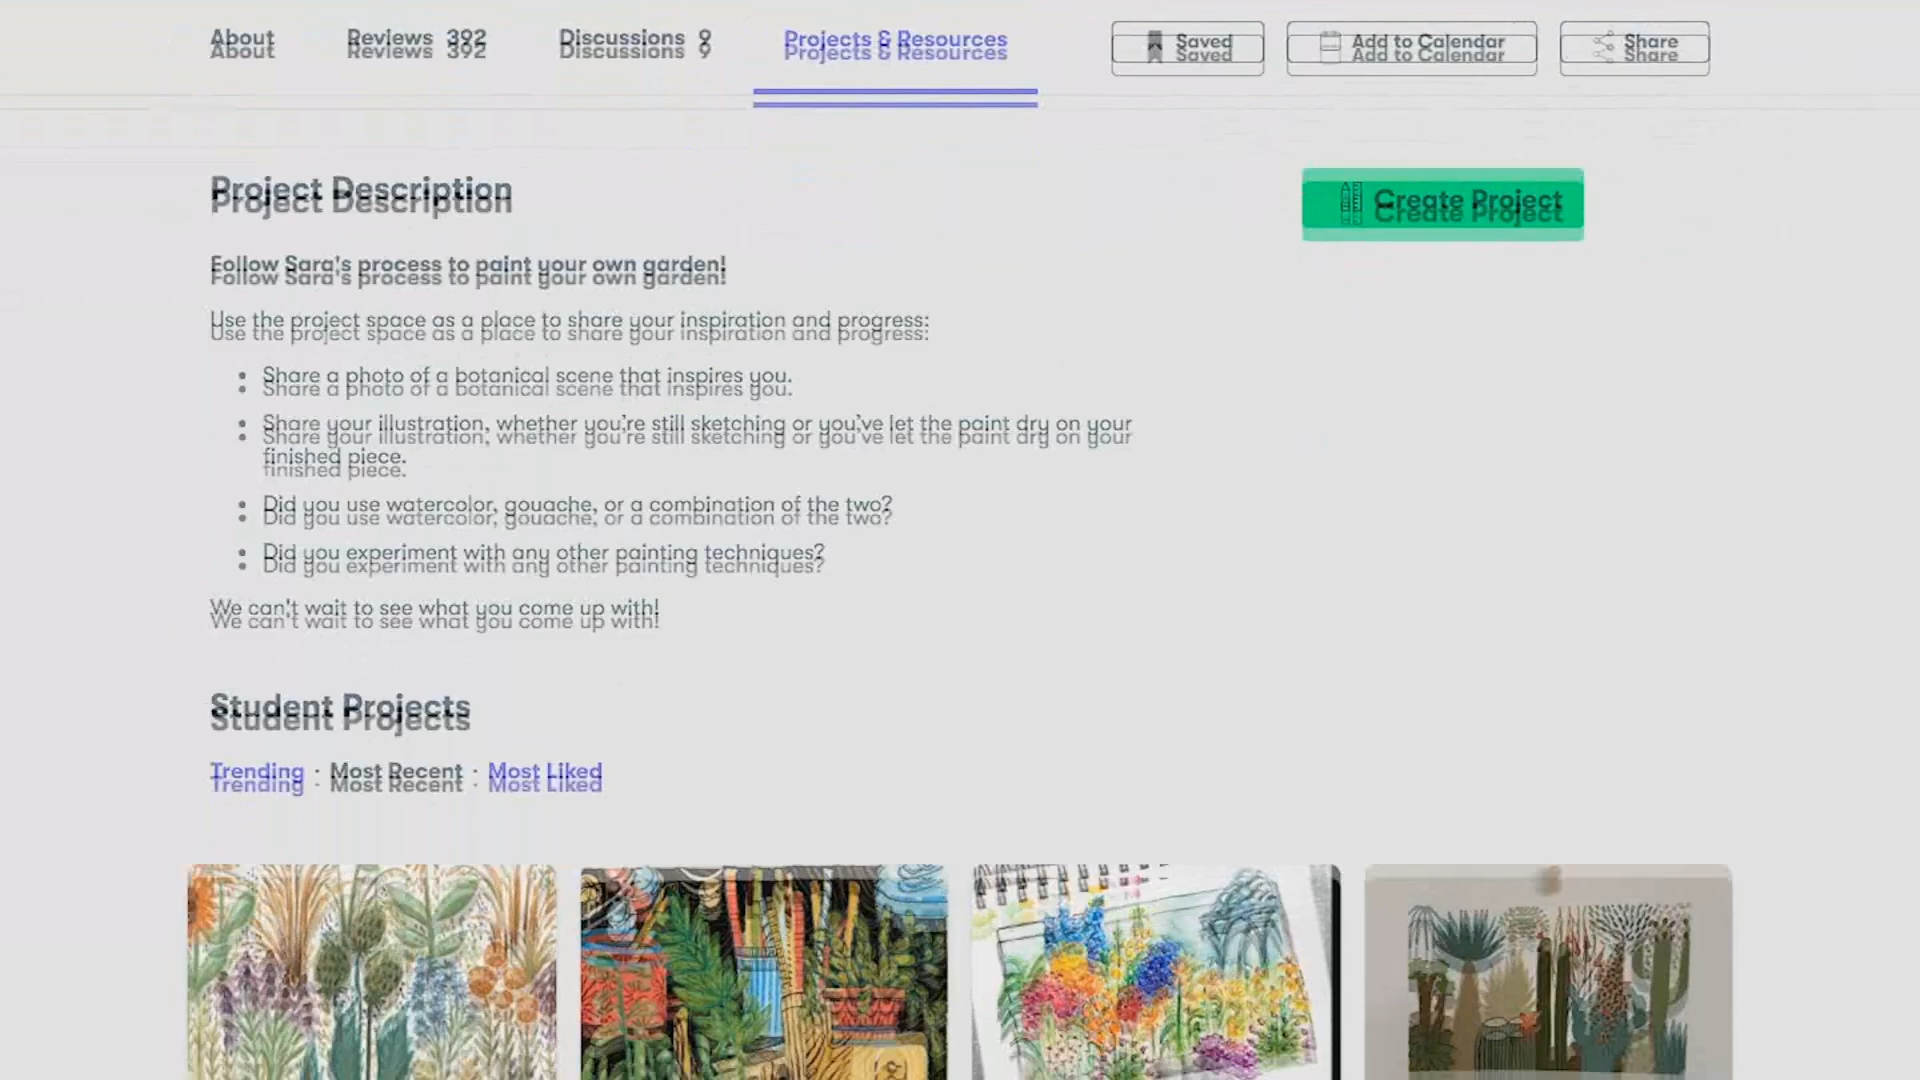 About Reviews 392 Discussions 9 Projects & Resources Saved Add to Calendar Share
Project Description
Create Project
Follow Sara's process to paint your own garden!
Use the project space as a place to share your inspiration and progress:
• Share a photo of a botanical scene that inspires you.
• Share your illustration, whether you're still sketching or you've let the paint dry on your
finished piece.
• Did you use watercolor, gouache, or a combination of the two?
• Did you experiment with any other painting techniques?
We can't wait to see what you come up with!
Student Projects
Trending · Most Recent · Most Liked